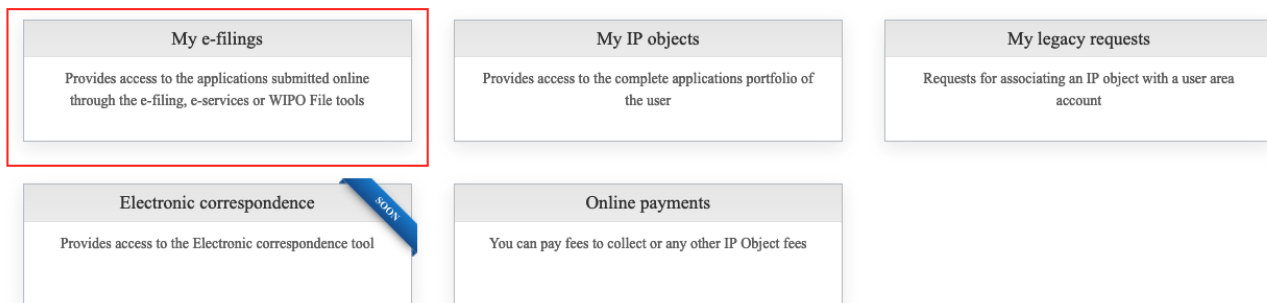 My e-filings
Provides access to the applications submitted online
through the e-filing, e-services or WIPO File tools
My IP objects
Provides access to the complete applications portfolio of
the user
My legacy requests
Requests for associating an IP object with a user area
account
Electronic correspondence
SOON
Provides access to the Electronic correspondence tool
Online payments
You can pay fees to collect or any other IP Object fees